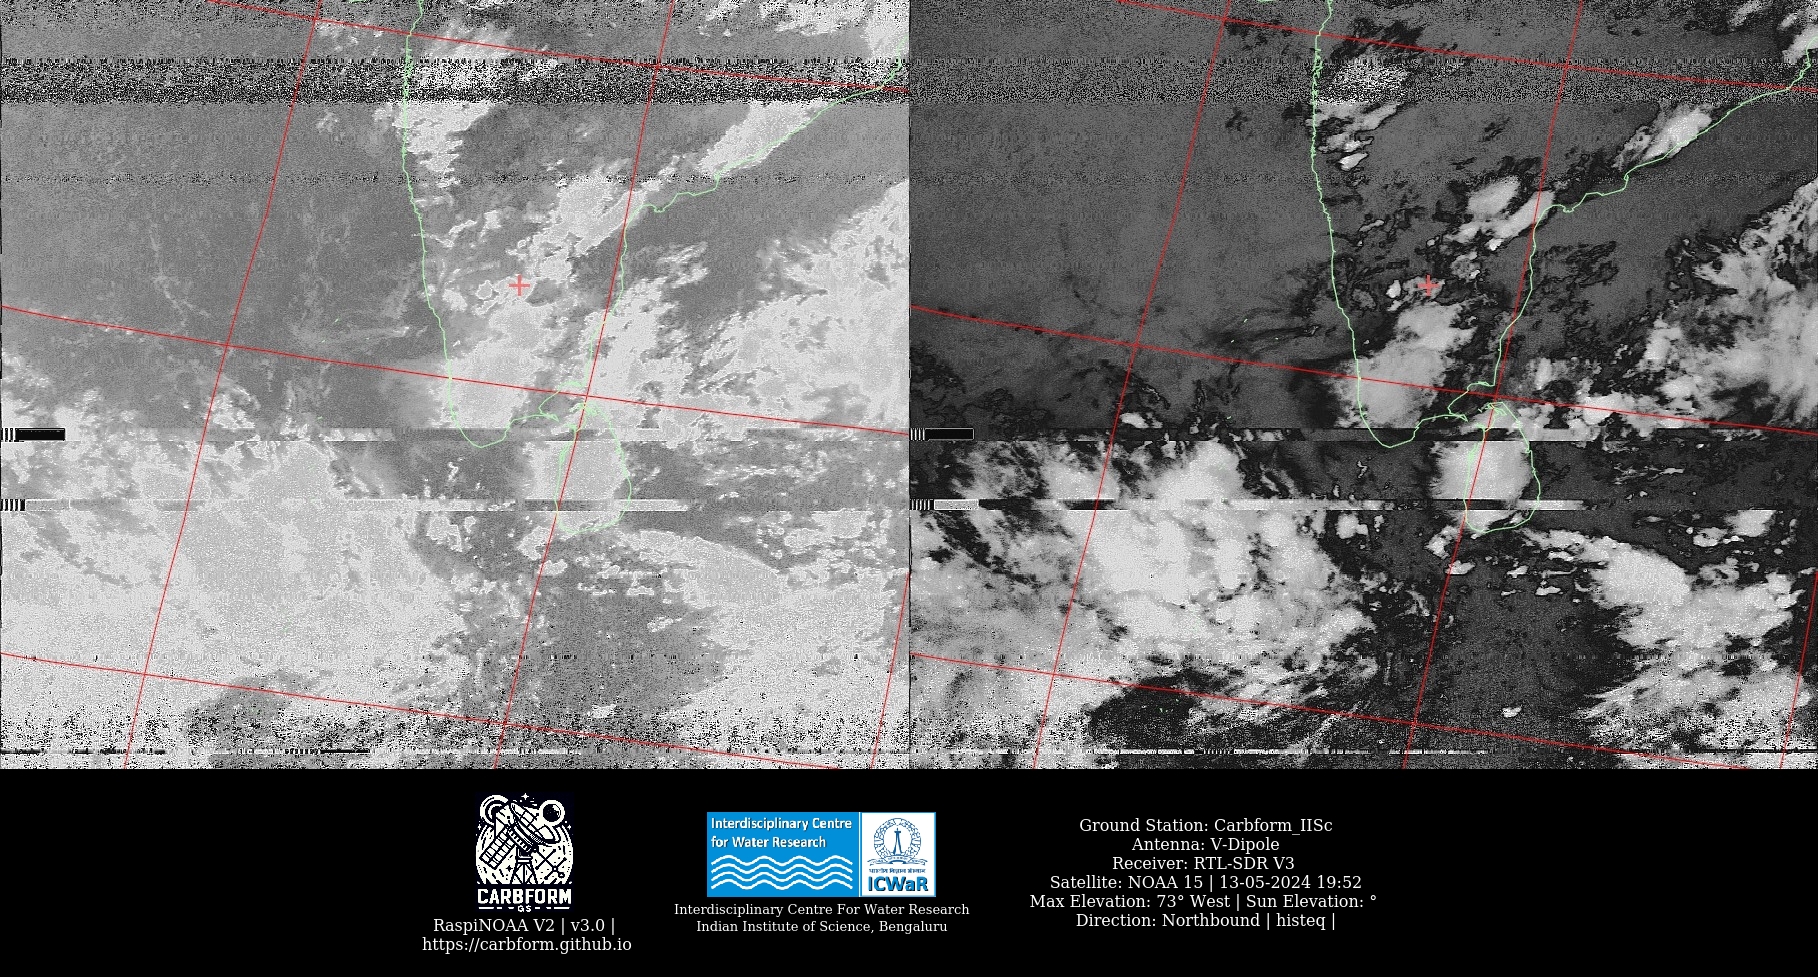 CARBFORM
GS
RaspiNOAA V2 | v3.0 |
https://carbform.github.io
Interdisciplinary Centre
for Water Research
ICWaR
Interdisciplinary Centre For Water Research
Indian Institute of Science, Bengaluru
Ground Station: Carbform_IISc
Antenna: V-Dipole
Receiver: RTL-SDR V3
Satellite: NOAA 15 | 13-05-2024 19:52
Max Elevation: 73° West | Sun Elevation: °
Direction: Northbound | histeq |